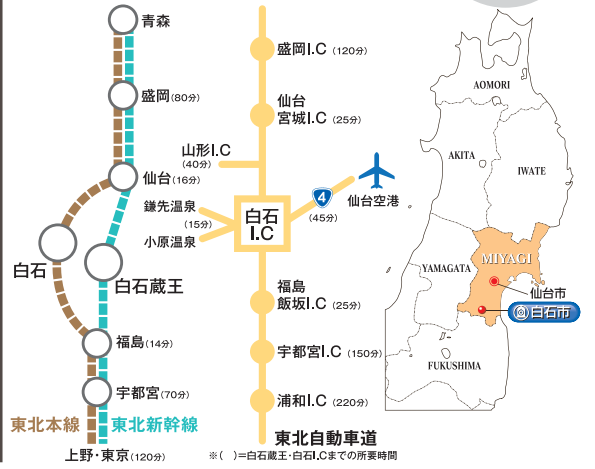 青森
盛岡(80分)
仙台(16分)
白石
白石蔵王
福島(14分)
宇都宮(70分)
東北本線
東北新幹線
上野・東京(120分)
盛岡I.C(120分)
仙台
宮城I.C(25分)
山形I.C
(40分)
鎌先温泉
(15分)
小原温泉
白石
I.C
4
(45分)
仙台空港
福島
飯坂I.C(25分)
宇都宮I.C(150分)
浦和I.C(220分)
東北自動車道
※( )=白石蔵王・白石I.Cまでの所要時間
AOMORI
AKITA
IWATE
MIYAGI
YAMAGATA
仙台市
白石市
FUKUSHIMA